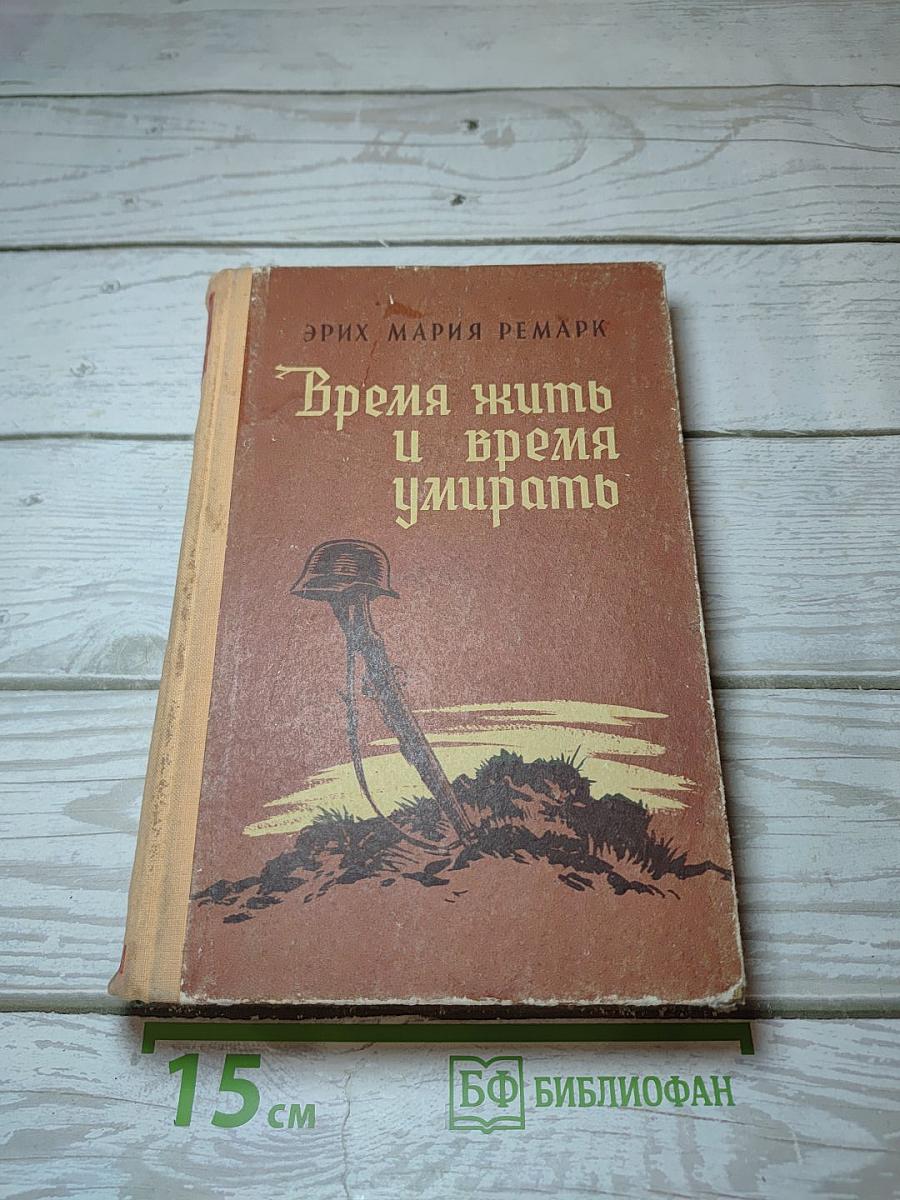 ЭРИХ МАРИЯ РЕМАРК
Время жить
и время
умирать
15 см
БФ БИБЛИОФАН